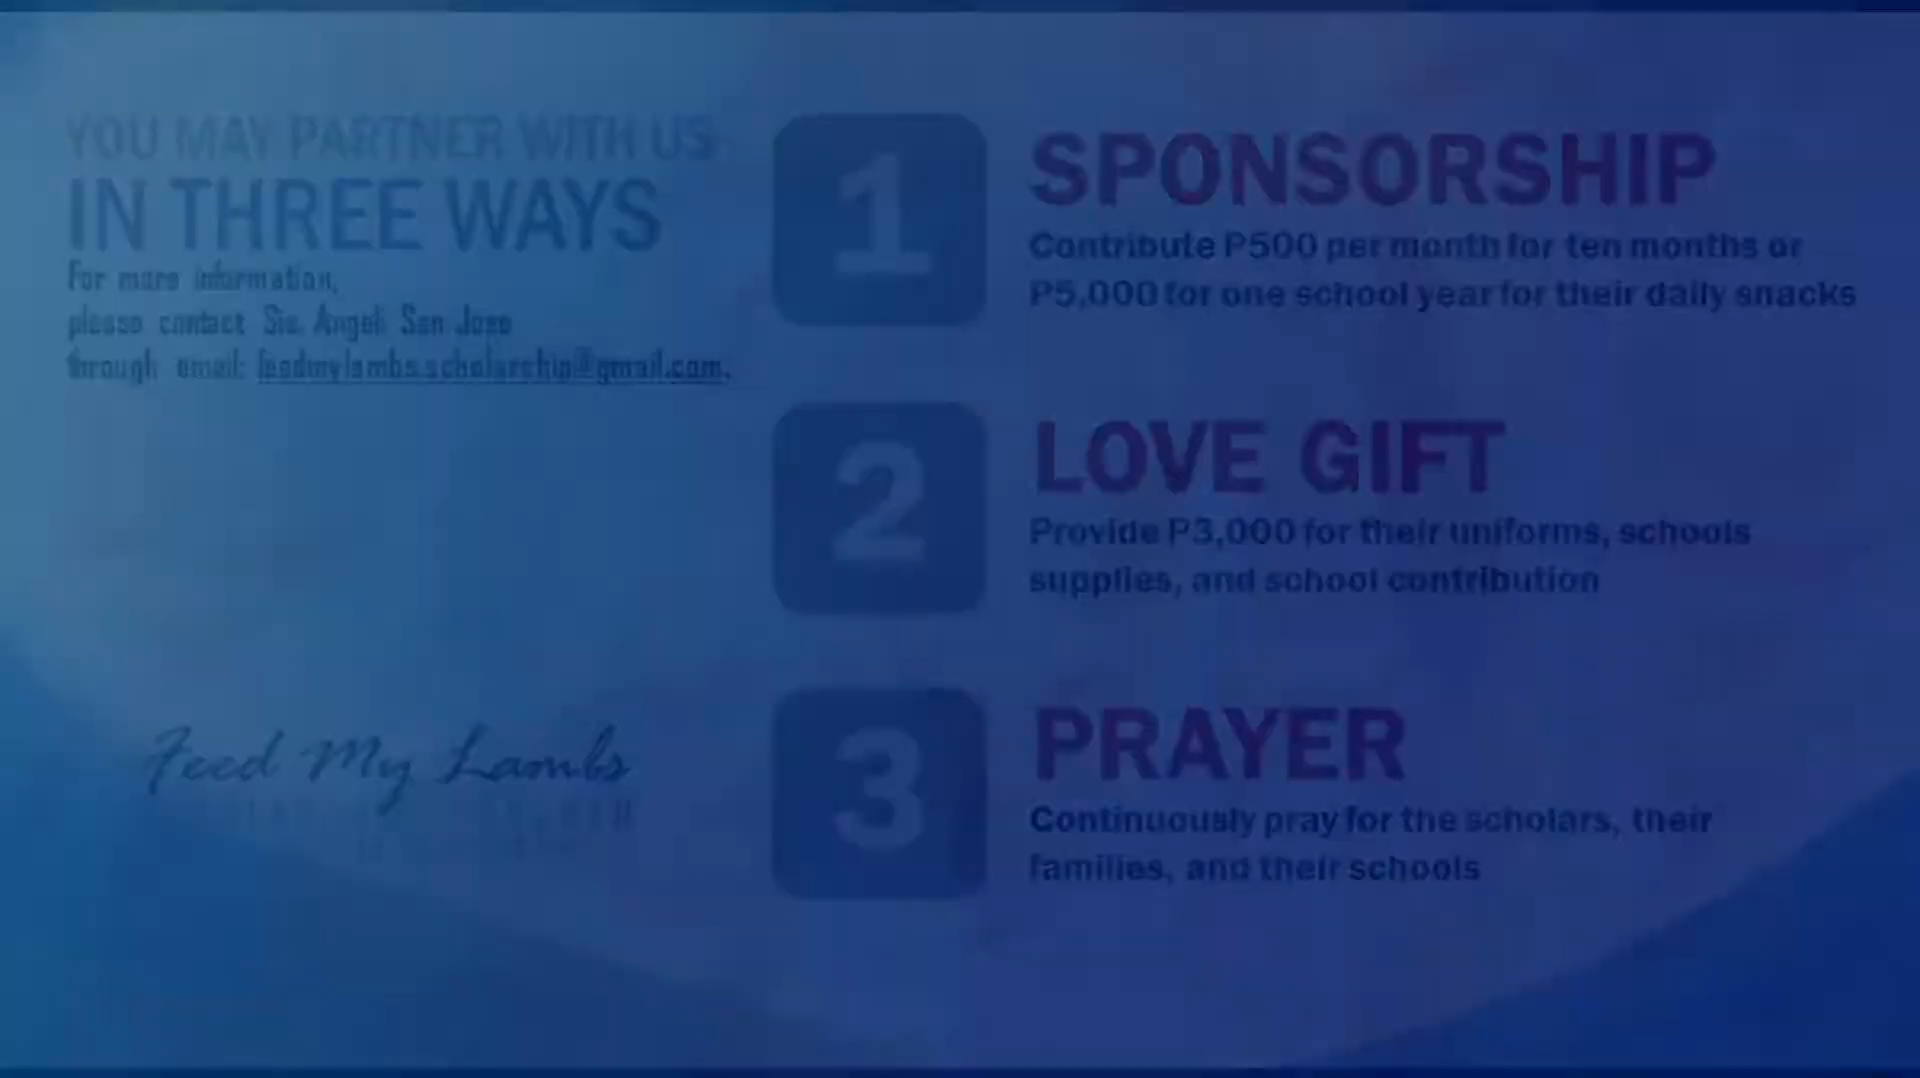 YOU MAY PARTNER WITH US
IN THREE WAYS
For more information,
please contact Sis. Angeli San Jose
through email: feedmylambs.scholarship@gmail.com.
Feed My Lambs
1
SPONSORSHIP
Contribute P500 per month for ten months or
P5,000 for one school year for their daily snacks
2
LOVE GIFT
Provide P3,000 for their uniforms, schools
supplies, and school contribution
3
PRAYER
Continuously pray for the scholars, their
families, and their schools